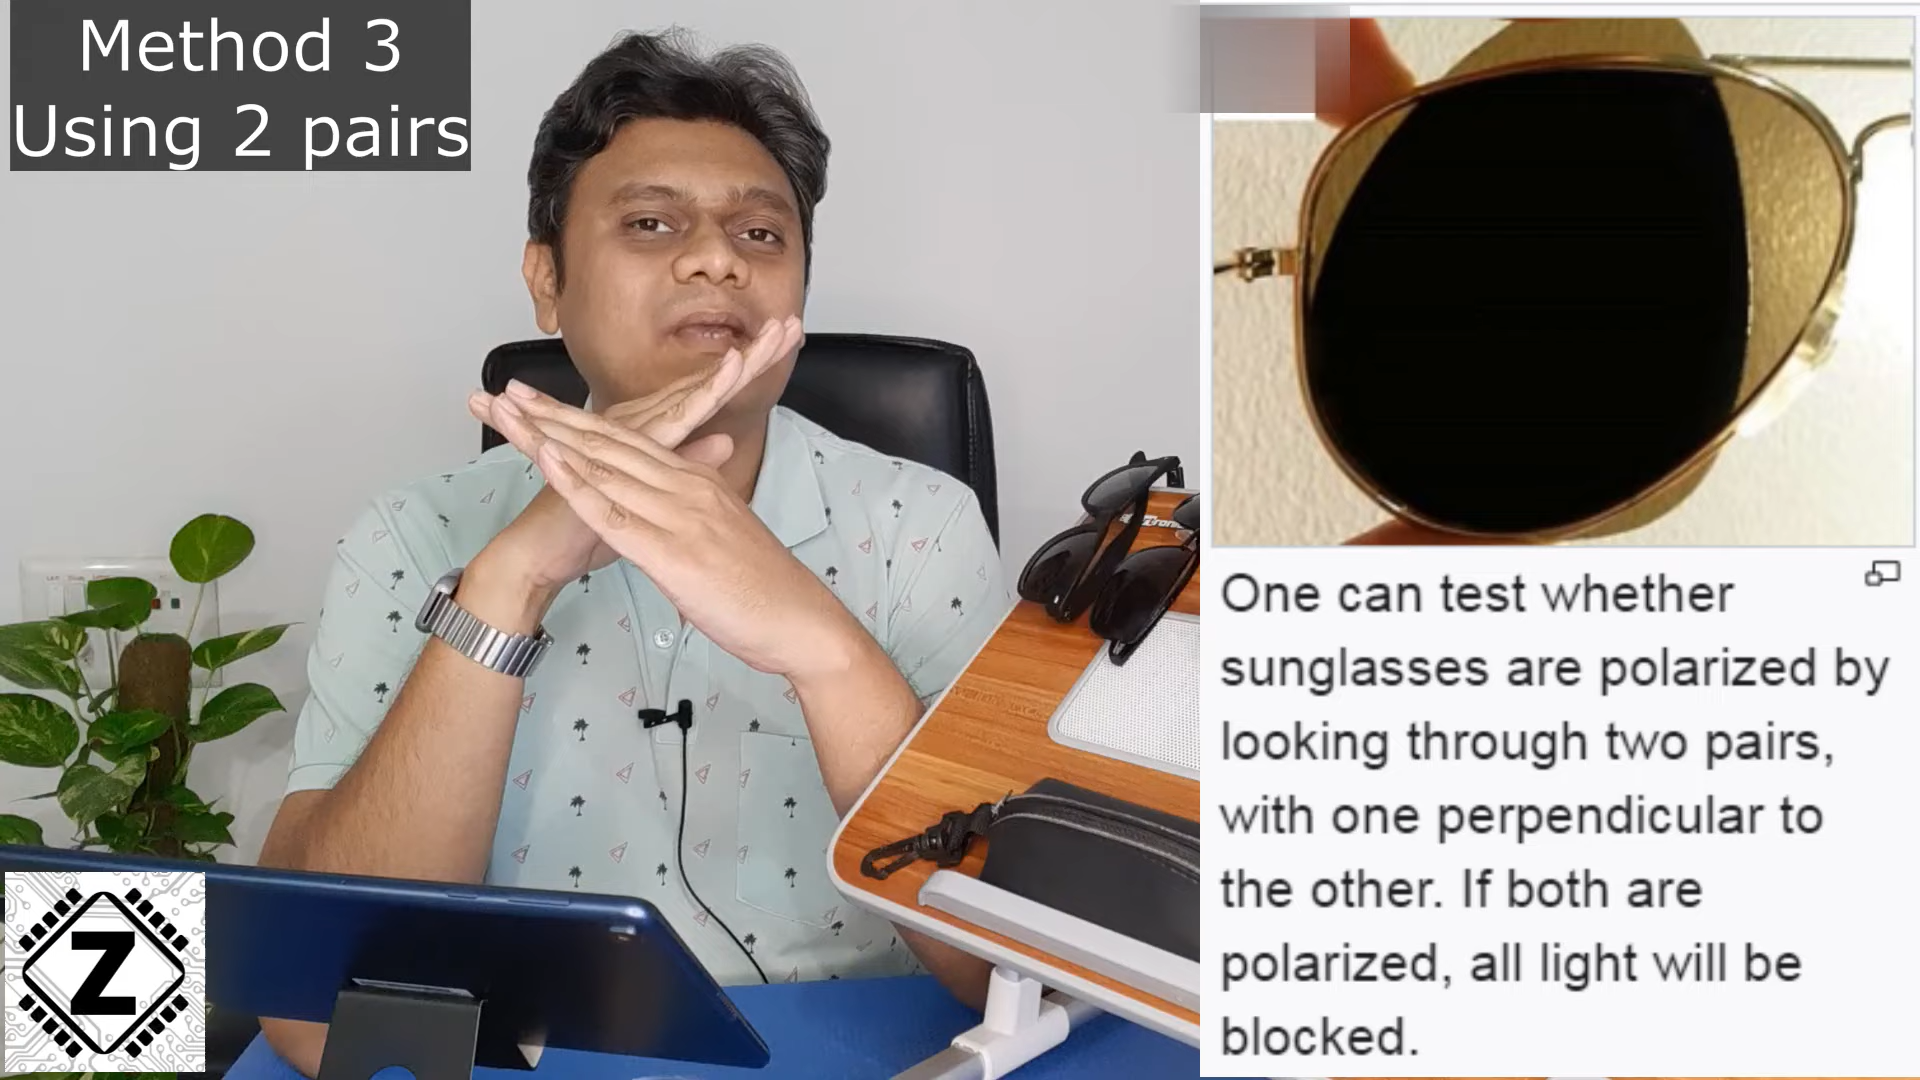 Method 3
Using 2 pairs
One can test whether
sunglasses are polarized by
looking through two pairs,
with one perpendicular to
the other. If both are
polarized, all light will be
blocked.
Z